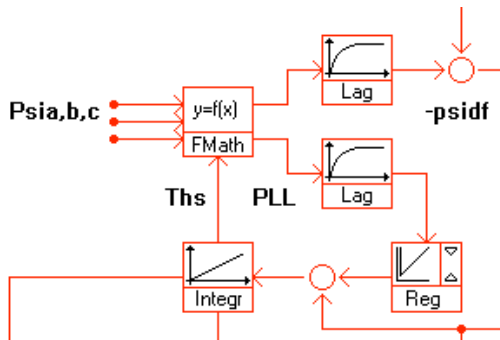 Lag
Psia,b,c
y=f(x)
-psidf
FMath
Lag
Ths
PLL
Integr
Reg